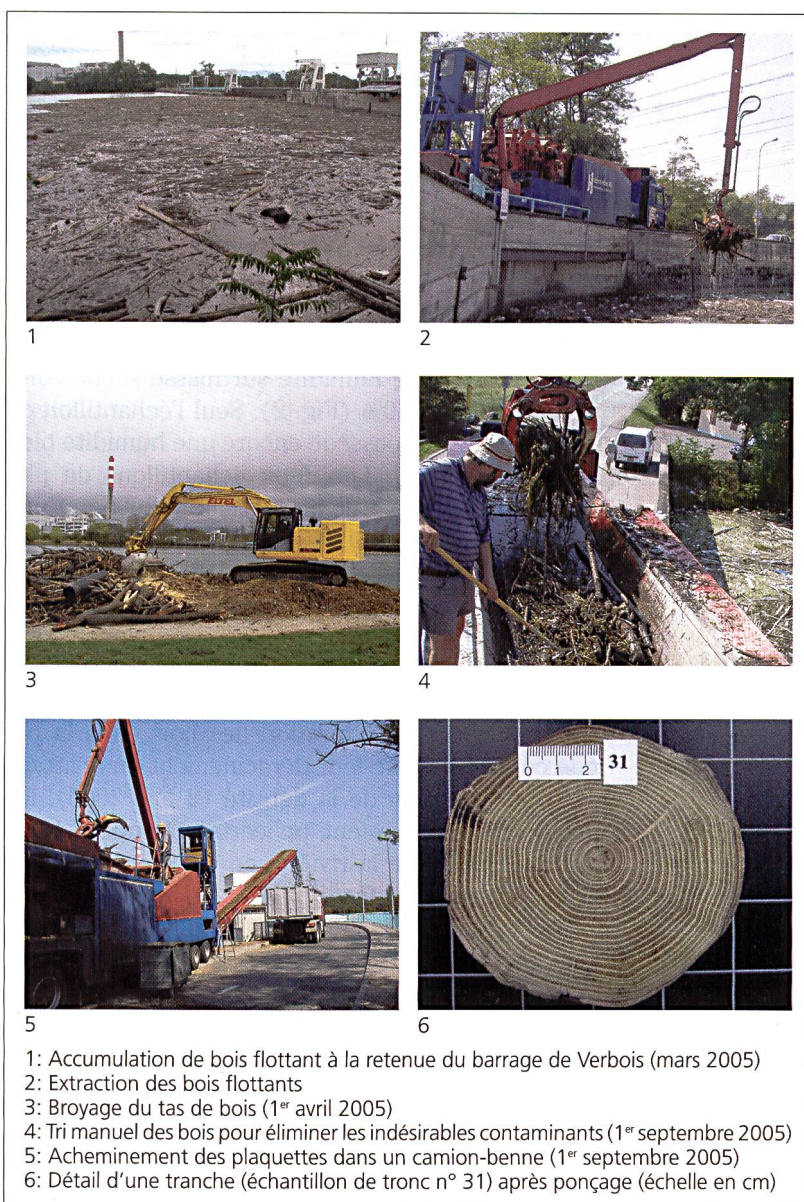 1
2
ELTEL
3
4
5
0 1 2
31
6
1: Accumulation de bois flottant à la retenue du barrage de Verbois (mars 2005)
2: Extraction des bois flottants
3: Broyage du tas de bois (1er avril 2005)
4: Tri manuel des bois pour éliminer les indésirables contaminants (1er septembre 2005)
5: Acheminement des plaquettes dans un camion-benne (1er septembre 2005)
6: Détail d'une tranche (échantillon de tronc n° 31) après ponçage (échelle en cm)